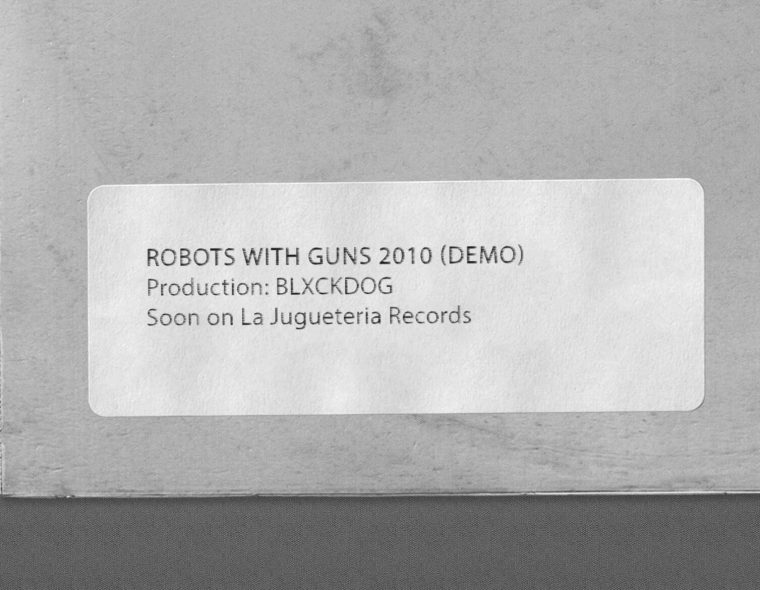 ROBOTS WITH GUNS 2010 (DEMO)
Production: BLXCKDOG
Soon on La Jugueteria Records